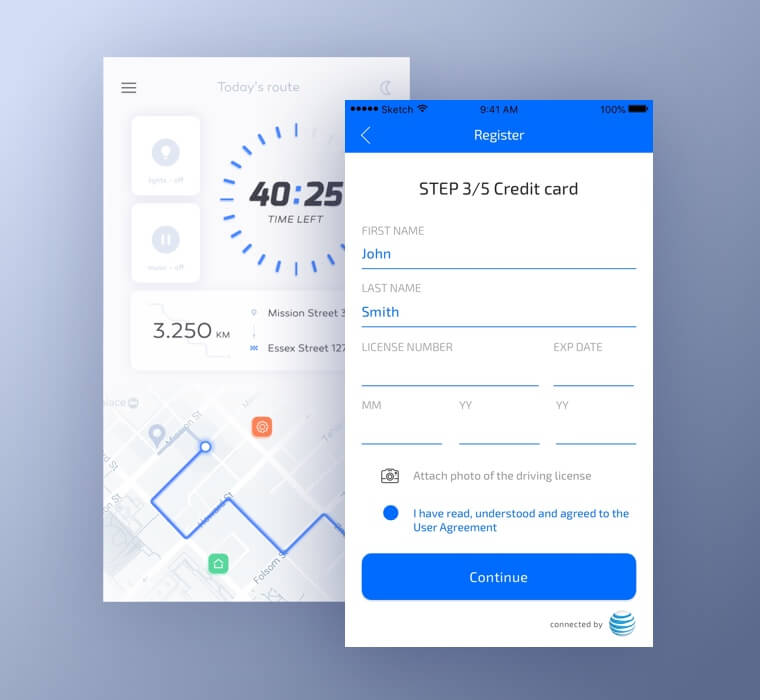 Today's route
lights - off
40:25
TIME LEFT
music - off
3.250 KM
Mission Street 3
Essex Street 127
Mission St
Howard St
Folsom St
Sketch
9:41 AM
100%
Register
STEP 3/5 Credit card
FIRST NAME
John
LAST NAME
Smith
LICENSE NUMBER
EXP DATE
MM
YY
YY
Attach photo of the driving license
I have read, understood and agreed to the
User Agreement
Continue
connected by